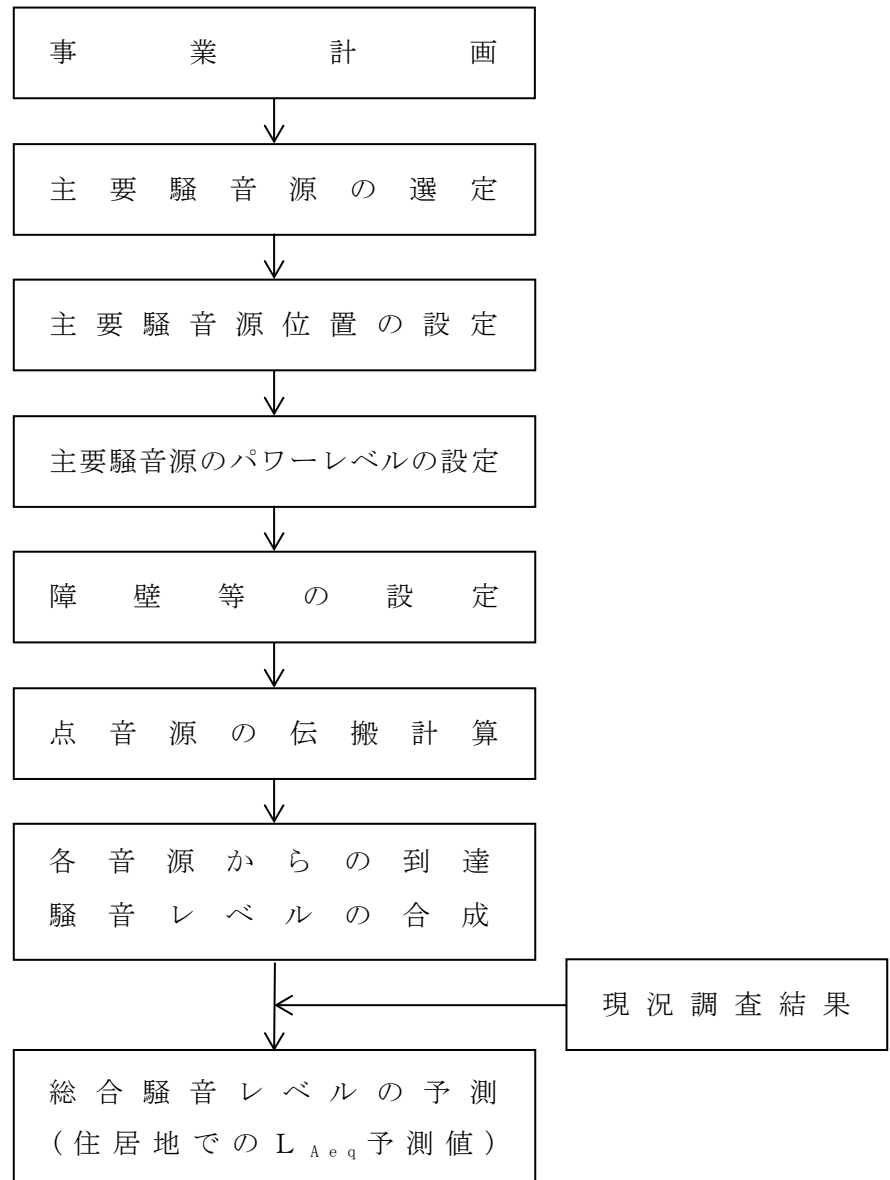 事業計画
主要騒音源の選定
主要騒音源位置の設定
主要騒音源のパワーレベルの設定
障壁等の設定
点音源の伝搬計算
各音源からの到達
騒音レベルの合成
現況調査結果
総合騒音レベルの予測
（住居地でのLAeq予測値）